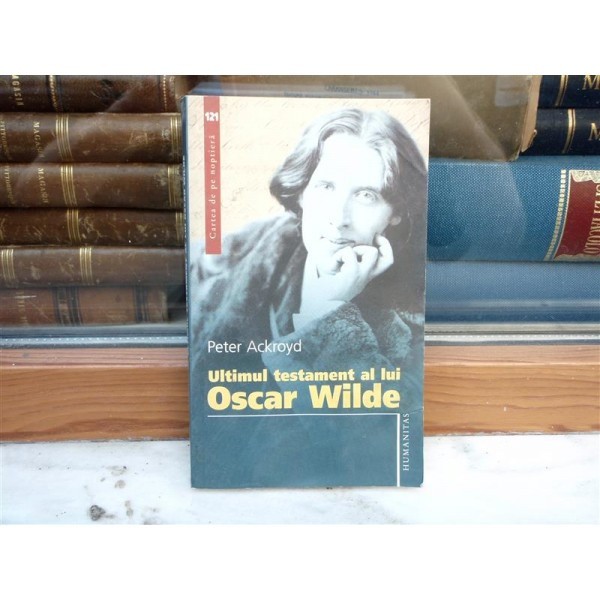 121
Cartea de pe noptieră
Peter Ackroyd
Ultimul testament al lui
Oscar Wilde
HUMANITAS